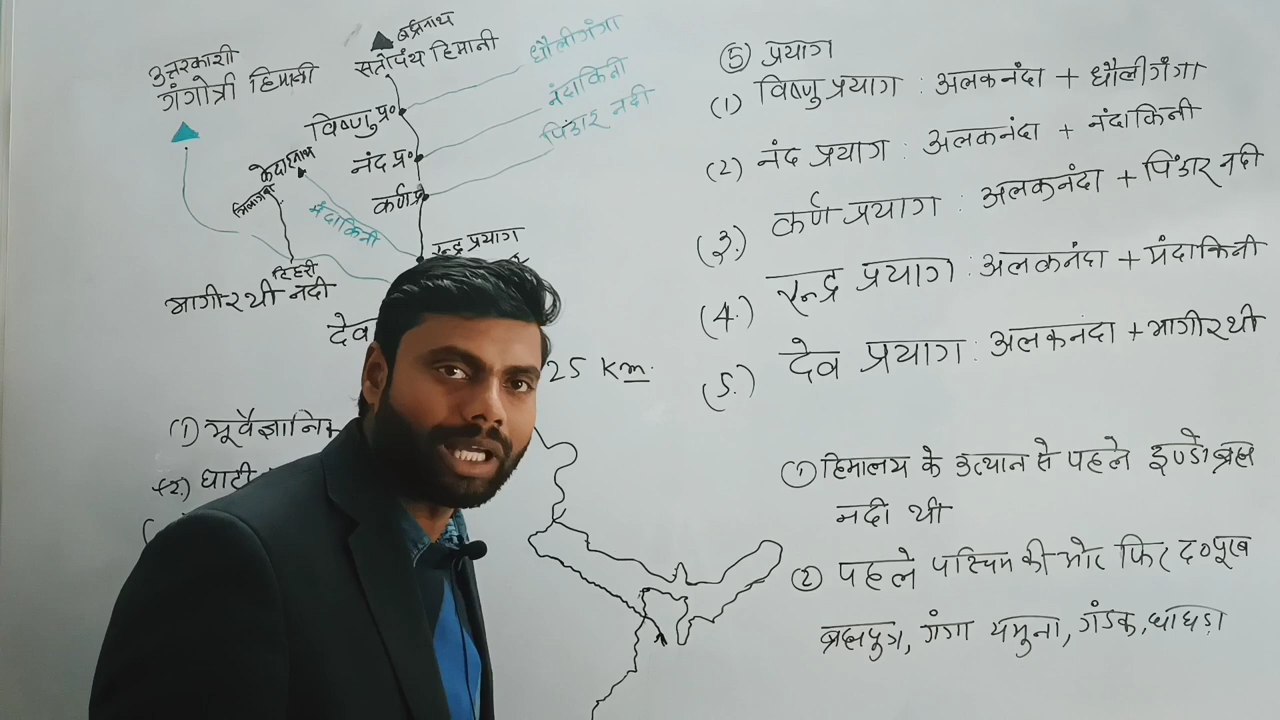 उत्तरकाशी
गंगोत्री हिमानी
बद्रीनाथ
सतोपंथ हिमानी
धौलीगंगा
नंदाकिनी
पिंडार नदी
विष्णु प्र०
नंद प्र०
कर्ण प्र०
केदारनाथ
मंदाकिनी
रुद्र प्रयाग
टिहरी
भागीरथी नदी
देव
25 Km.
(1) भूवैज्ञानि
(2.) घाटी
⑤ प्रयाग
(1) विष्णु प्रयाग : अलकनंदा + धौलीगंगा
(2) नंद प्रयाग : अलकनंदा + नंदाकिनी
(3.) कर्ण प्रयाग : अलकनंदा + पिंडार नदी
(4.) रुद्र प्रयाग : अलकनंदा + मंदाकिनी
(5.) देव प्रयाग : अलकनंदा + भागीरथी
① हिमालय के उत्थान से पहले इण्डोब्रह्म
नदी थी
② पहले पश्चिम की ओर फिर द०पूरब
ब्रह्मपुत्र, गंगा यमुना, गंडक, घाघड़ा